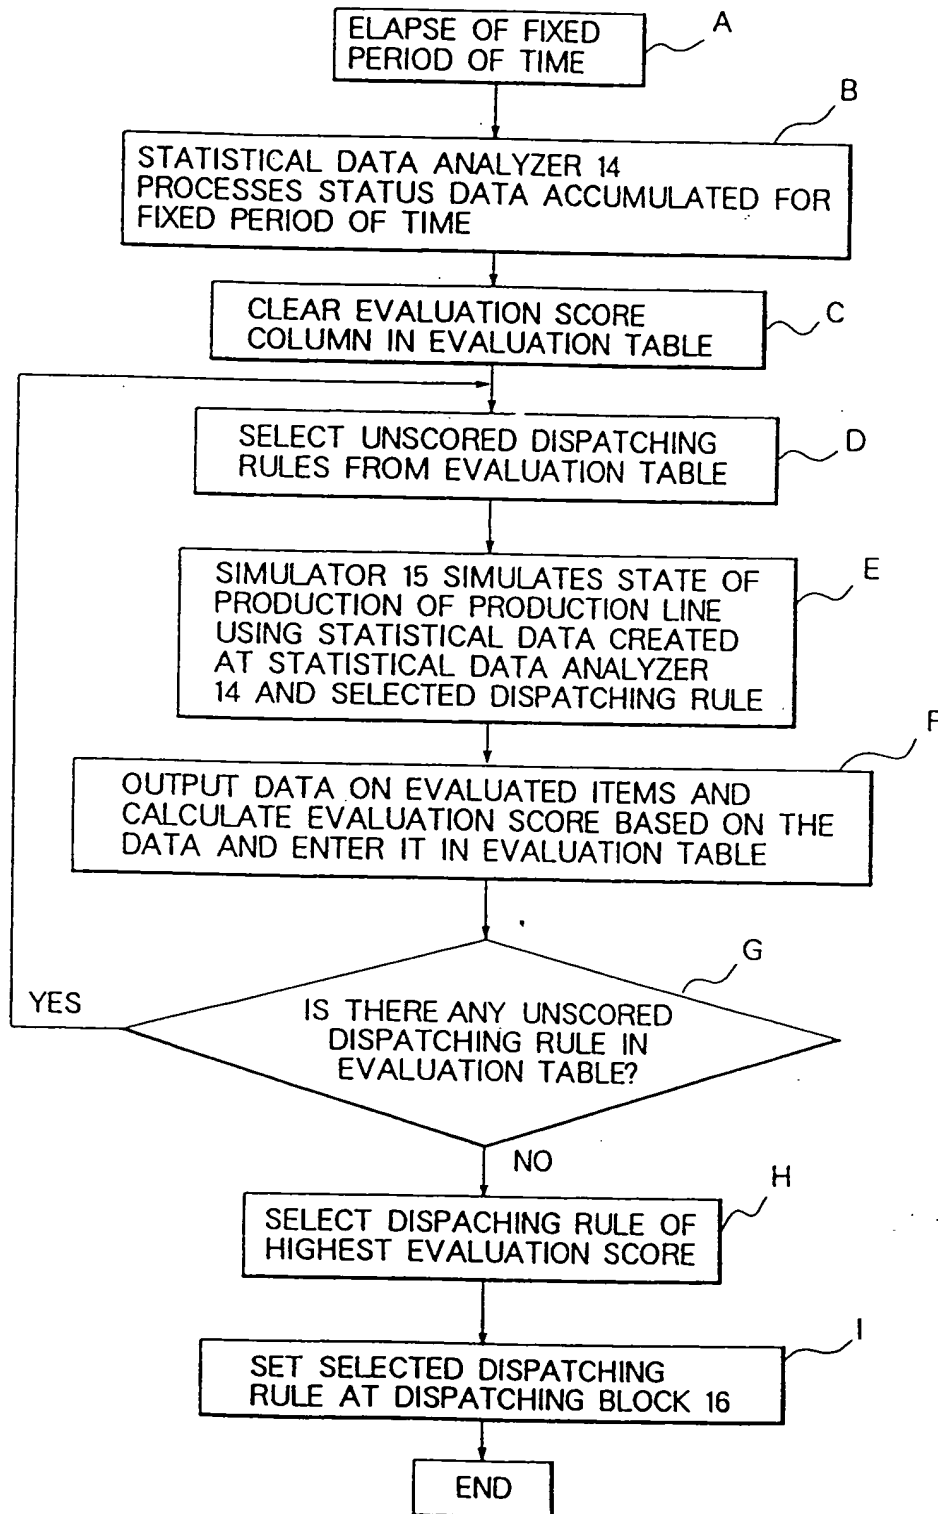 ELAPSE OF FIXED
PERIOD OF TIME
A
B
STATISTICAL DATA ANALYZER 14
PROCESSES STATUS DATA ACCUMULATED FOR
FIXED PERIOD OF TIME
CLEAR EVALUATION SCORE
COLUMN IN EVALUATION TABLE
C
SELECT UNSCORED DISPATCHING
RULES FROM EVALUATION TABLE
D
SIMULATOR 15 SIMULATES STATE OF
PRODUCTION OF PRODUCTION LINE
USING STATISTICAL DATA CREATED
AT STATISTICAL DATA ANALYZER
14 AND SELECTED DISPATCHING RULE
E
F
OUTPUT DATA ON EVALUATED ITEMS AND
CALCULATE EVALUATION SCORE BASED ON THE
DATA AND ENTER IT IN EVALUATION TABLE
G
YES
IS THERE ANY UNSCORED
DISPATCHING RULE IN
EVALUATION TABLE?
NO
H
SELECT DISPACHING RULE OF
HIGHEST EVALUATION SCORE
I
SET SELECTED DISPATCHING
RULE AT DISPATCHING BLOCK 16
END